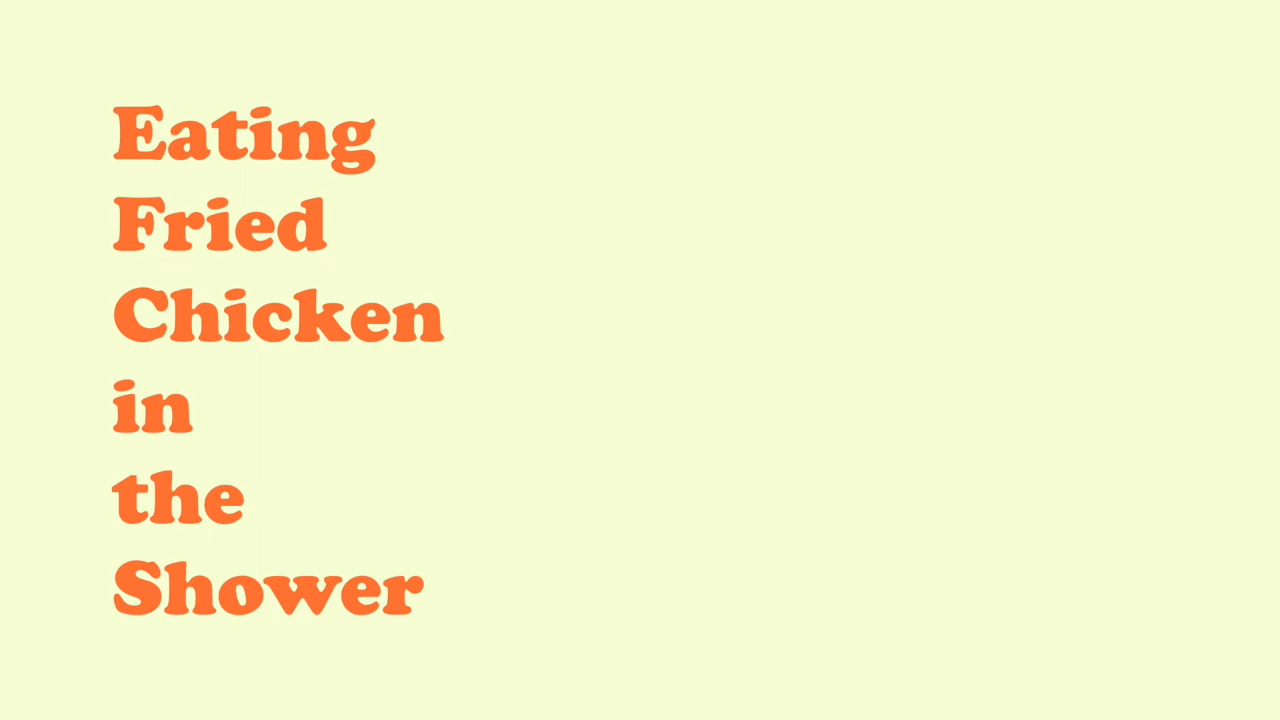 Eating
Fried
Chicken
in
the
Shower